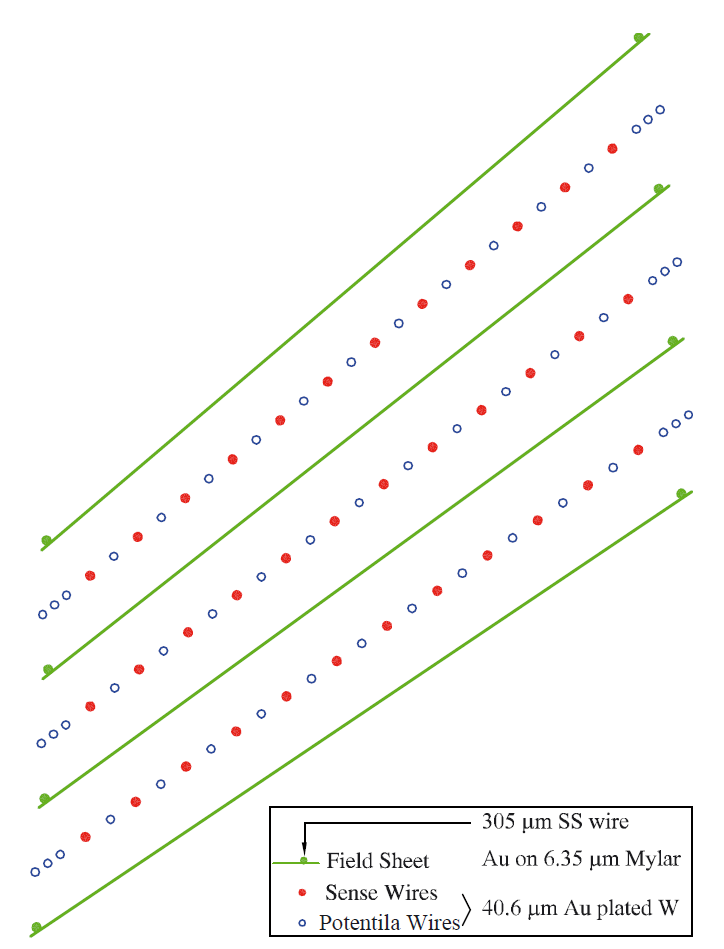 305 μm SS wire
Field Sheet Au on 6.35 μm Mylar
Sense Wires
40.6 μm Au plated W
Potentila Wires